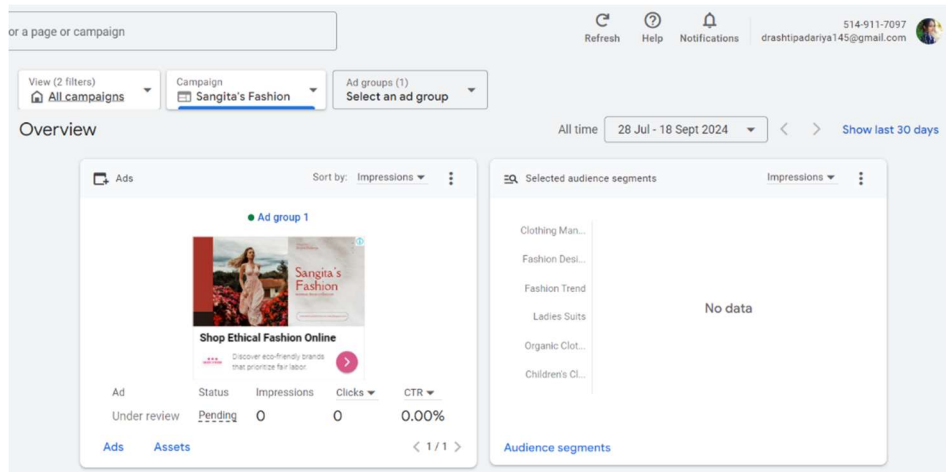 or a page or campaign
Refresh
Help
Notifications
514-911-7097
drashtipadariya145@gmail.com
View (2 filters)
All campaigns
Campaign
Sangita's Fashion
Ad groups (1)
Select an ad group
Overview
All time
28 Jul - 18 Sept 2024
Show last 30 days
Ads
Sort by: Impressions
Ad group 1
Sangita's
Fashion
Shop Ethical Fashion Online
Discover eco-friendly brands
that prioritize fair labor.
Ad Status Impressions Clicks CTR
Under review Pending 0 0 0.00%
Ads Assets
1 / 1
Selected audience segments
Impressions
Clothing Man...
Fashion Desi...
Fashion Trend
Ladies Suits
Organic Clot...
Children's Cl...
No data
Audience segments